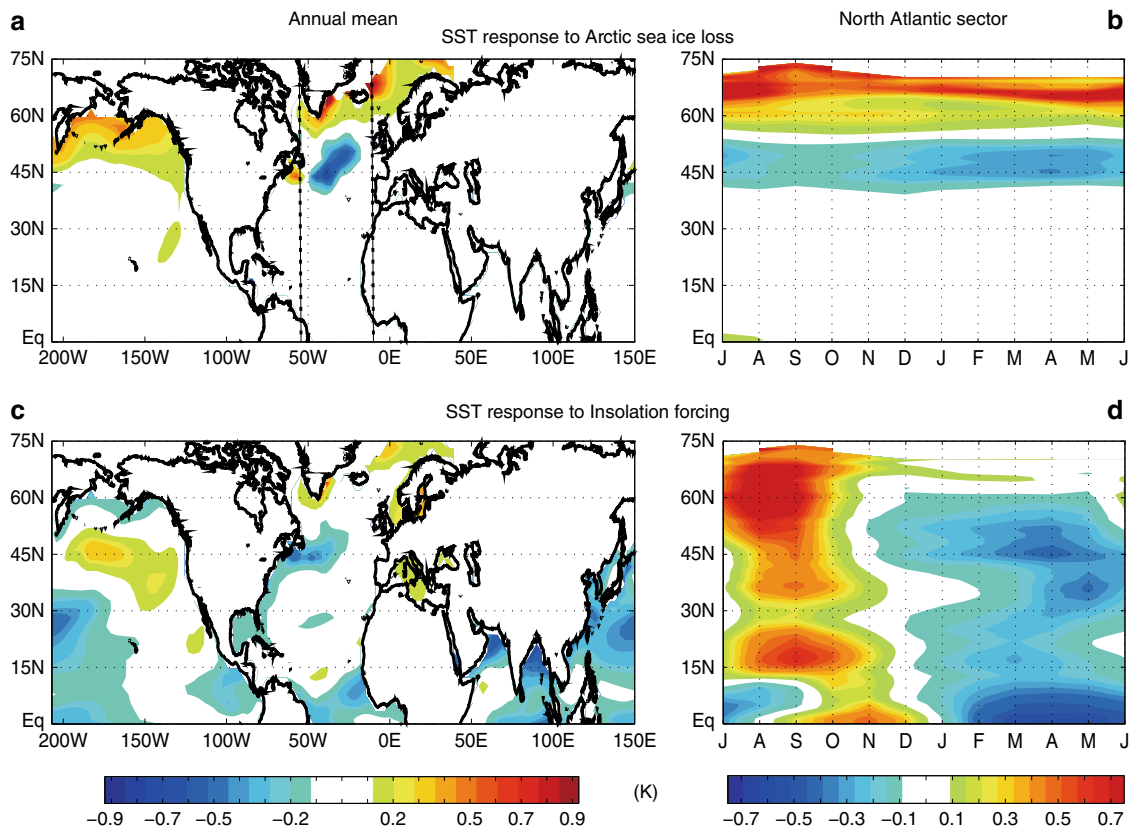 a Annual mean North Atlantic sector b
SST response to Arctic sea ice loss
75N 75N
60N 60N
45N 45N
30N 30N
15N 15N
Eq Eq
200W 150W 100W 50W 0E 50E 100E 150E J A S O N D J F M A M J
c SST response to Insolation forcing d
75N 75N
60N 60N
45N 45N
30N 30N
15N 15N
Eq Eq
200W 150W 100W 50W 0E 50E 100E 150E J A S O N D J F M A M J
−0.9 −0.7 −0.5 −0.2 0.2 0.5 0.7 0.9 (K) −0.7 −0.5 −0.3 −0.1 0.1 0.3 0.5 0.7